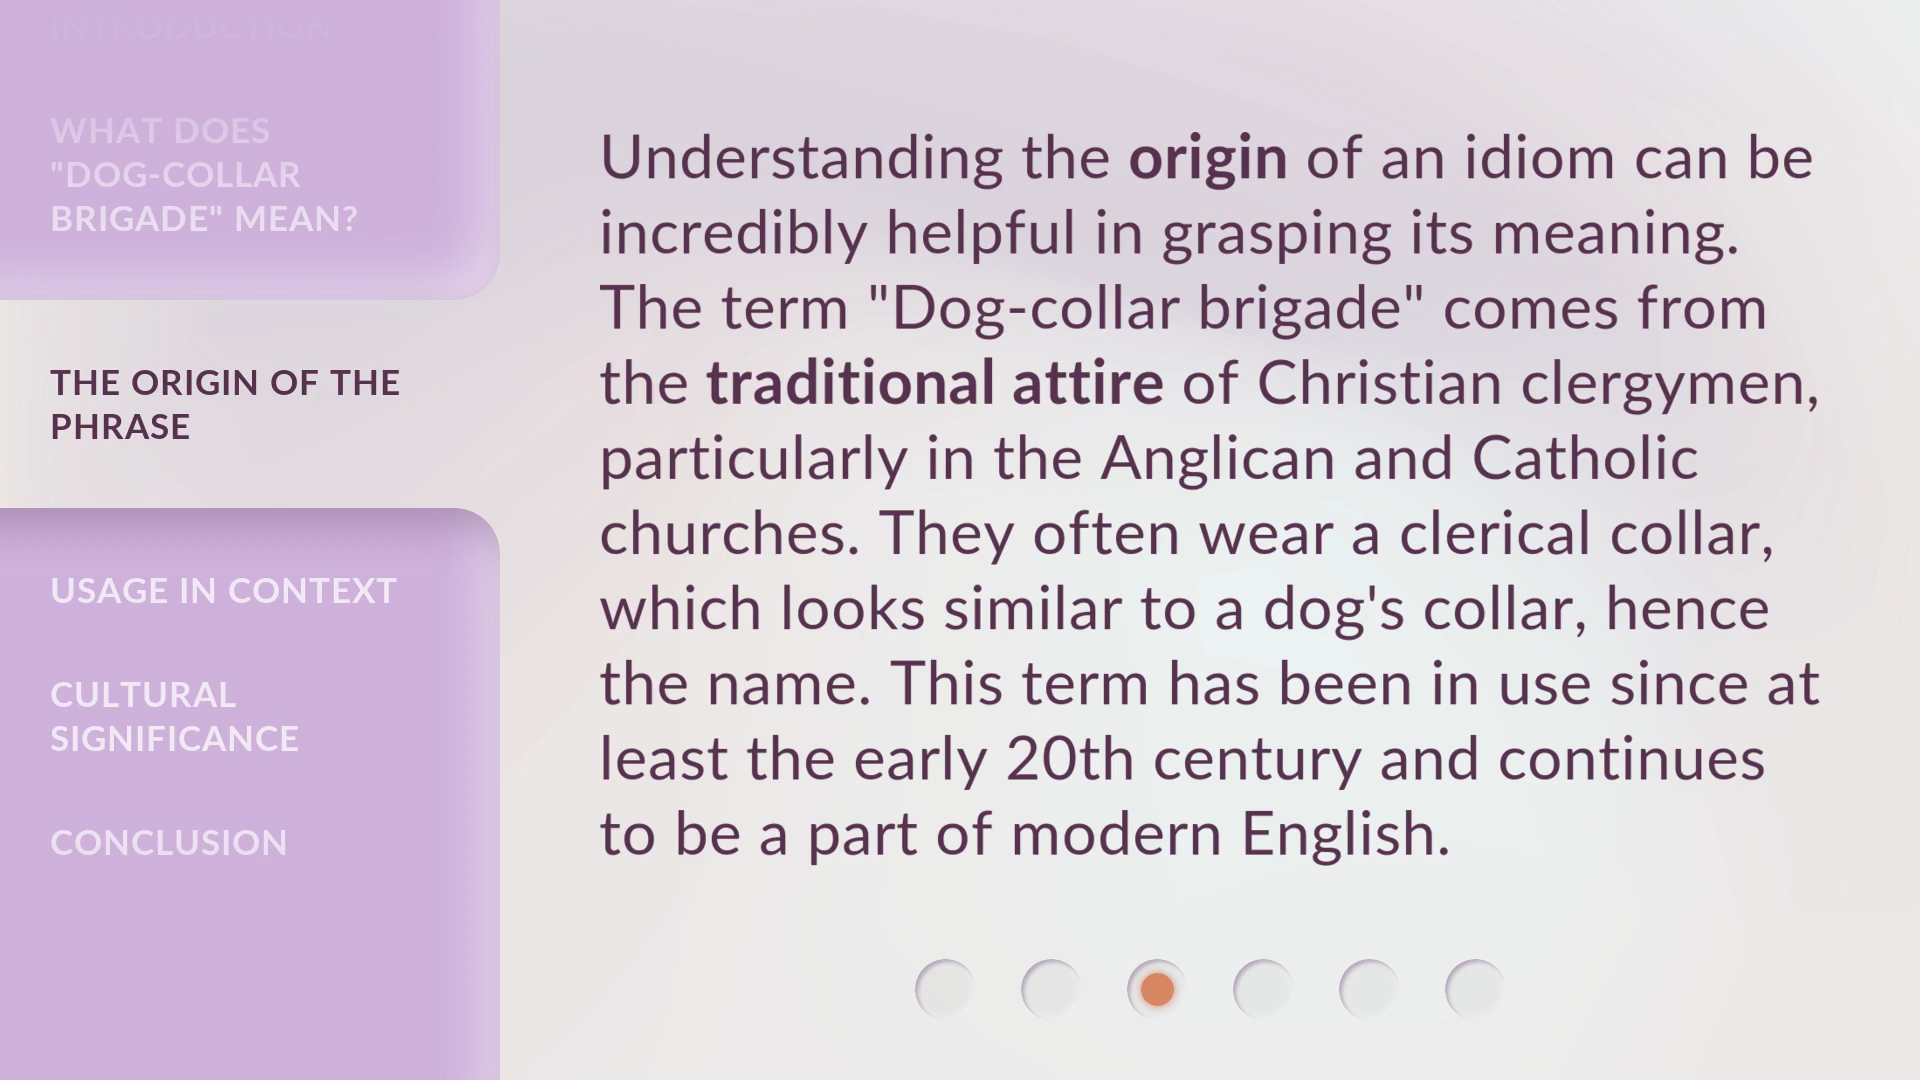 INTRODUCTION
WHAT DOES
"DOG-COLLAR
BRIGADE" MEAN?
THE ORIGIN OF THE
PHRASE
USAGE IN CONTEXT
CULTURAL
SIGNIFICANCE
CONCLUSION
Understanding the origin of an idiom can be
incredibly helpful in grasping its meaning.
The term "Dog-collar brigade" comes from
the traditional attire of Christian clergymen,
particularly in the Anglican and Catholic
churches. They often wear a clerical collar,
which looks similar to a dog's collar, hence
the name. This term has been in use since at
least the early 20th century and continues
to be a part of modern English.